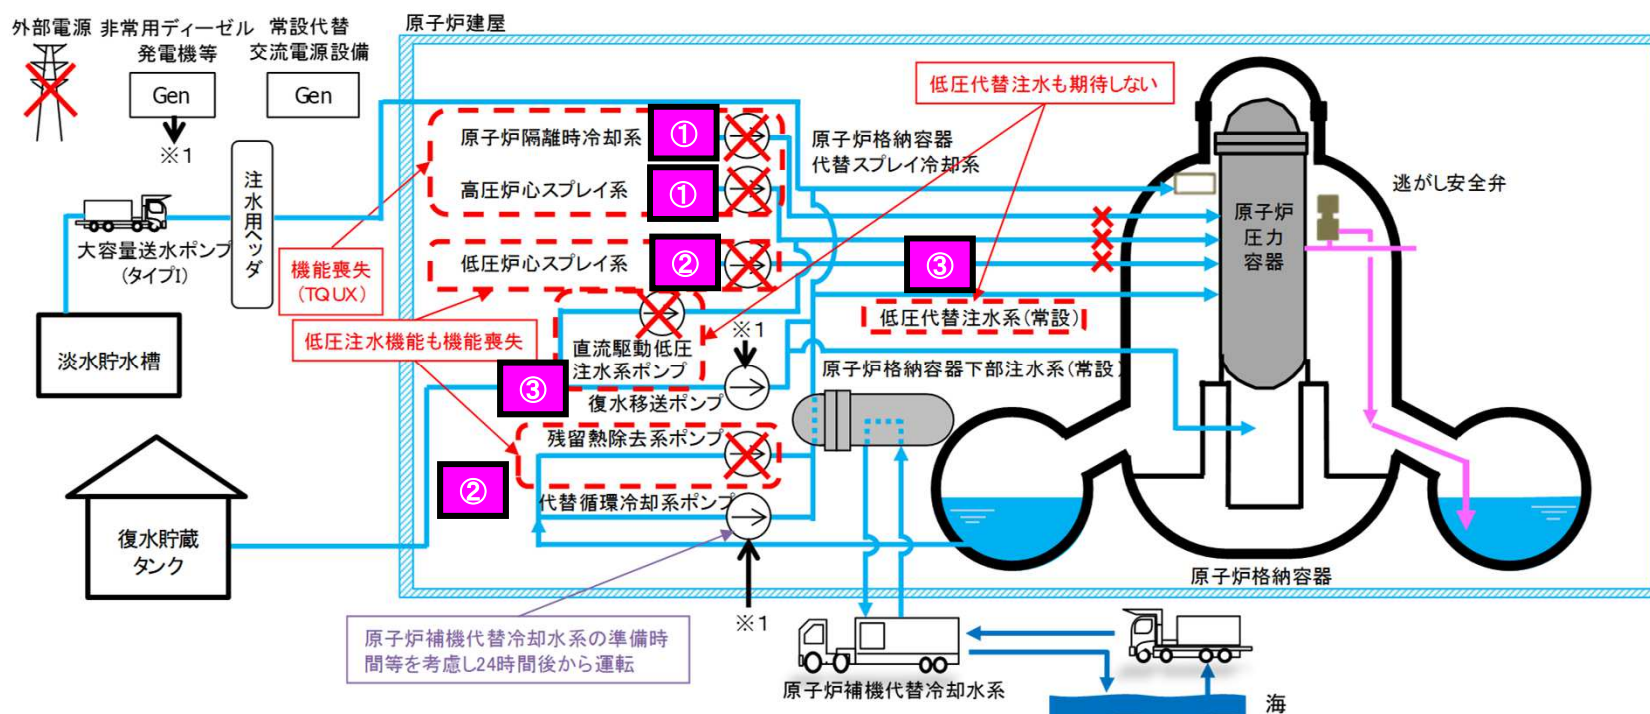 外部電源
非常用ディーゼル
発電機等
常設代替
交流電源設備
原子炉建屋
Gen
Gen
※1
低圧代替注水も期待しない
原子炉隔離時冷却系
①
原子炉格納容器
代替スプレイ冷却系
高圧炉心スプレイ系
①
注水用ヘッダ
逃がし安全弁
原子炉
圧力
容器
大容量送水ポンプ
(タイプⅠ)
機能喪失
(TQUX)
低圧炉心スプレイ系
②
③
低圧代替注水系(常設)
低圧注水機能も機能喪失
※1
直流駆動低圧
注水系ポンプ
淡水貯水槽
③
原子炉格納容器下部注水系(常設)
復水移送ポンプ
残留熱除去系ポンプ
②
代替循環冷却系ポンプ
復水貯蔵
タンク
原子炉格納容器
※1
原子炉補機代替冷却水系の準備時
間等を考慮し24時間後から運転
原子炉補機代替冷却水系
海